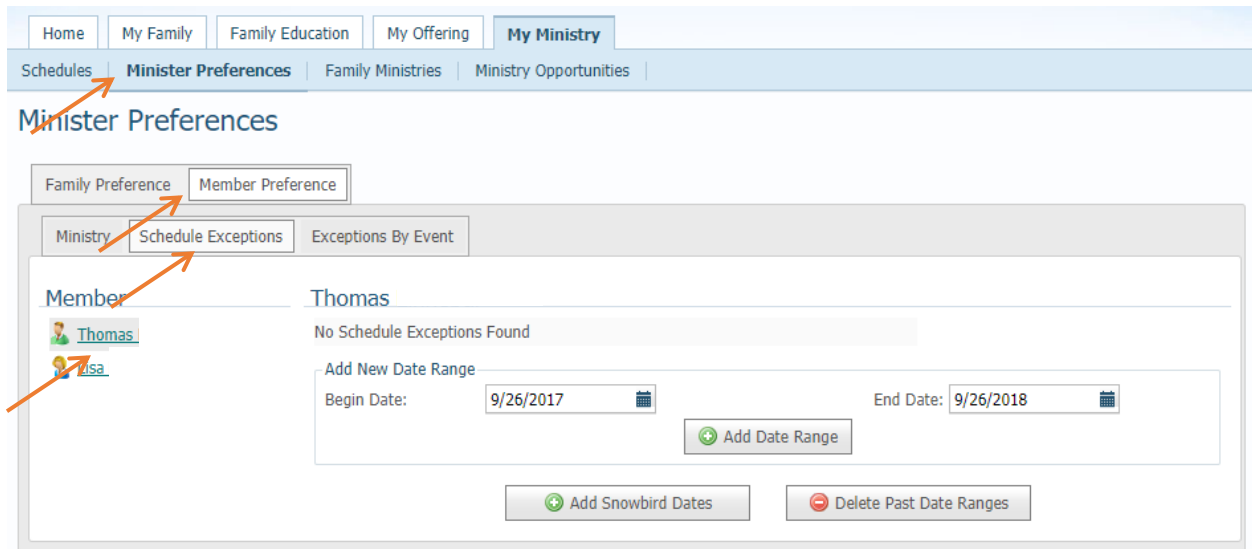 Home My Family Family Education My Offering My Ministry
Schedules Minister Preferences Family Ministries Ministry Opportunities
Minister Preferences
Family Preference Member Preference
Ministry Schedule Exceptions Exceptions By Event
Member Thomas
Thomas No Schedule Exceptions Found
Lisa
Add New Date Range
Begin Date: 9/26/2017 End Date: 9/26/2018
Add Date Range
Add Snowbird Dates Delete Past Date Ranges